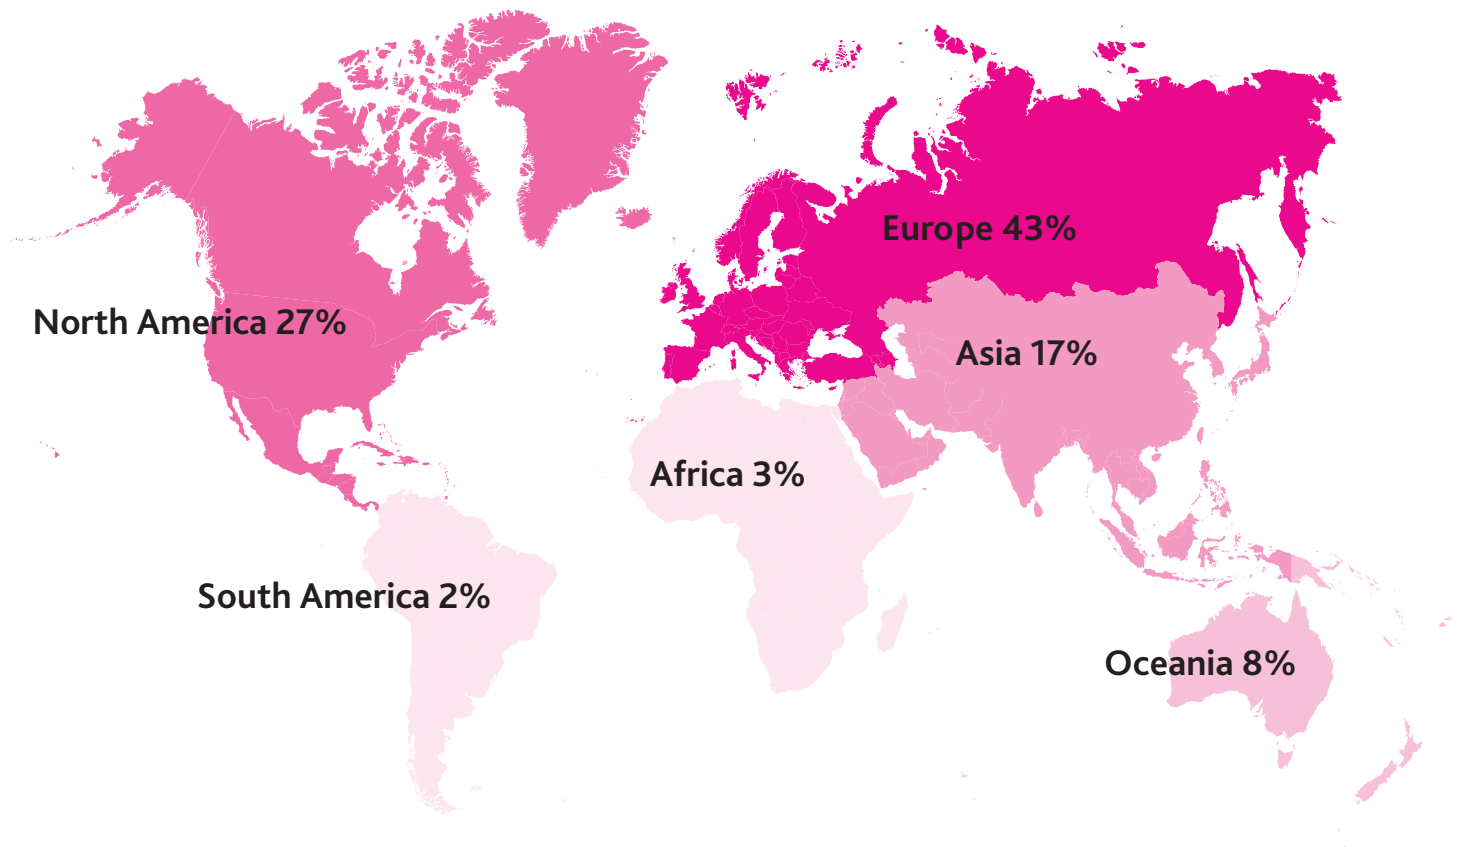 Europe 43%
North America 27%
Asia 17%
Africa 3%
South America 2%
Oceania 8%